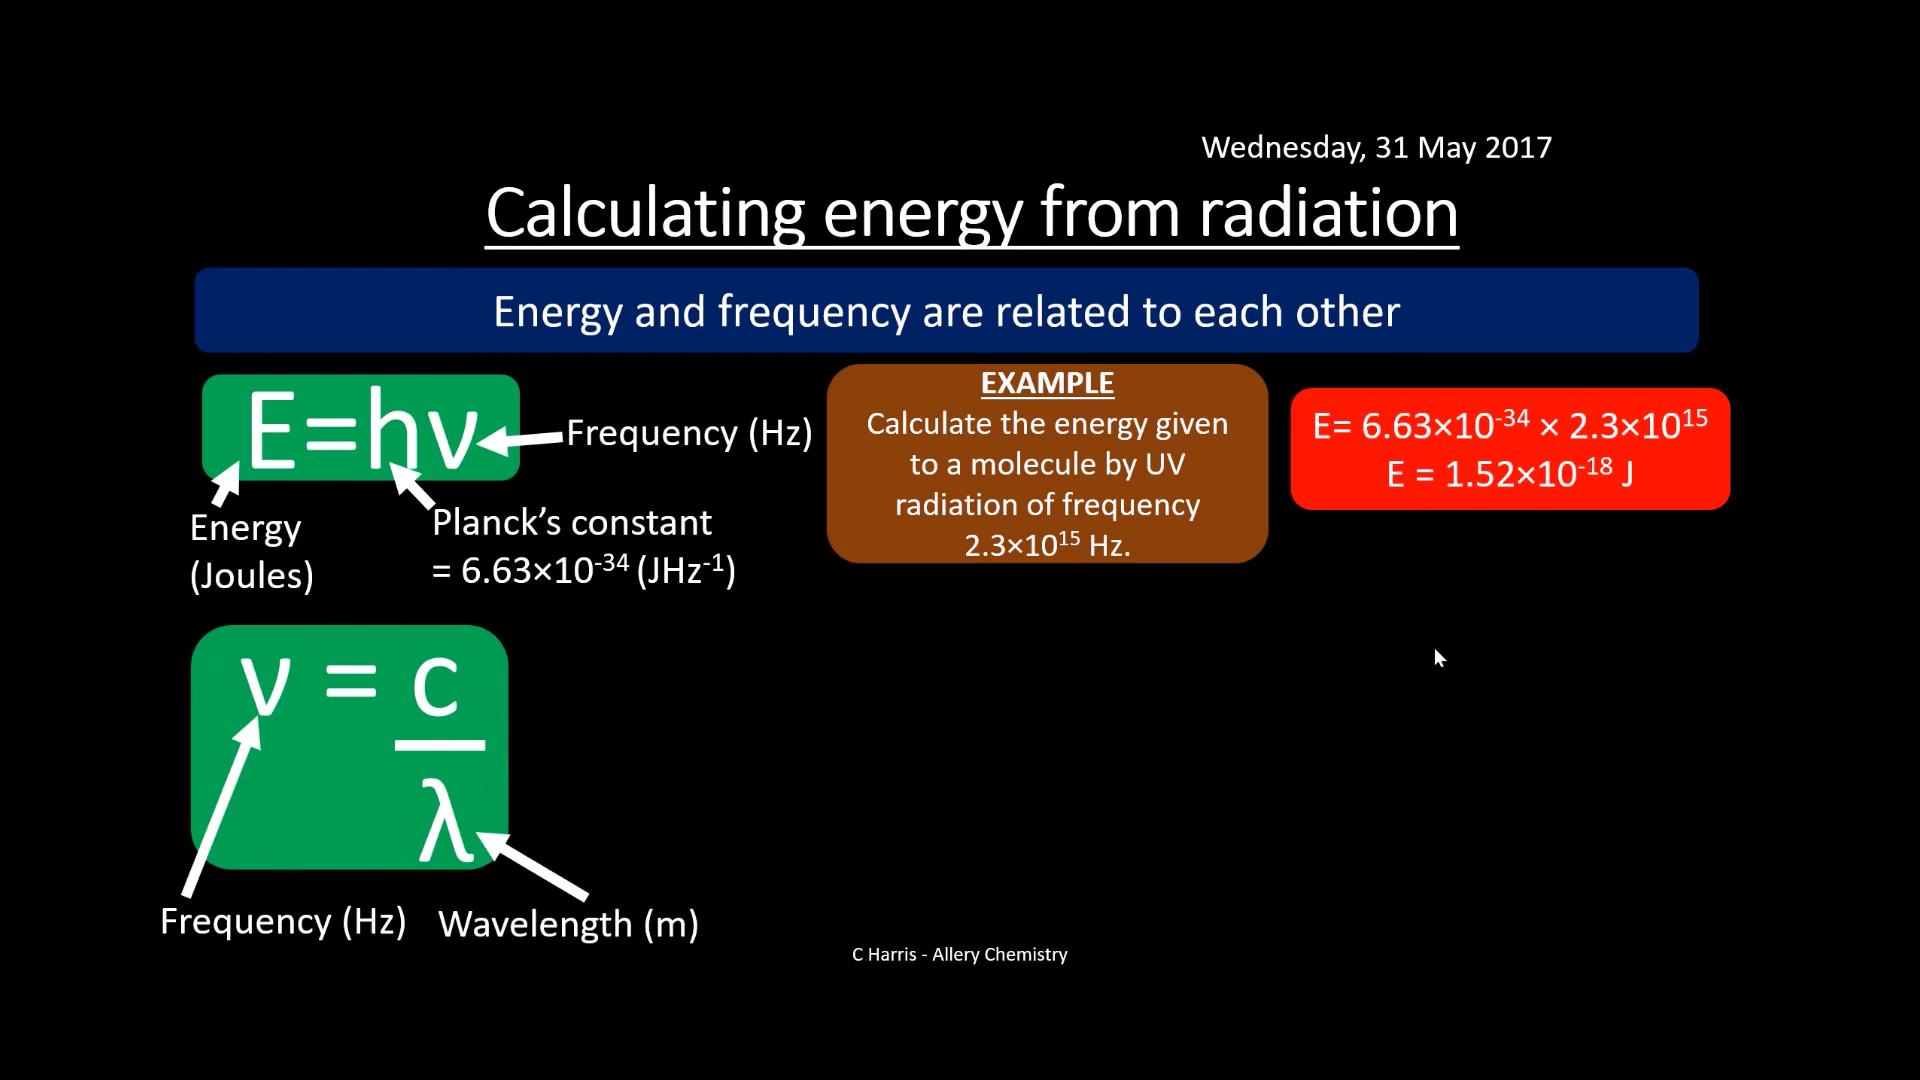 Wednesday, 31 May 2017
Calculating energy from radiation
Energy and frequency are related to each other
E=hν
Frequency (Hz)
Energy
(Joules)
Planck’s constant
= 6.63×10⁻³⁴ (JHz⁻¹)
EXAMPLE
Calculate the energy given
to a molecule by UV
radiation of frequency
2.3×10¹⁵ Hz.
E= 6.63×10⁻³⁴ × 2.3×10¹⁵
E = 1.52×10⁻¹⁸ J
ν = c
λ
Frequency (Hz)
Wavelength (m)
C Harris - Allery Chemistry